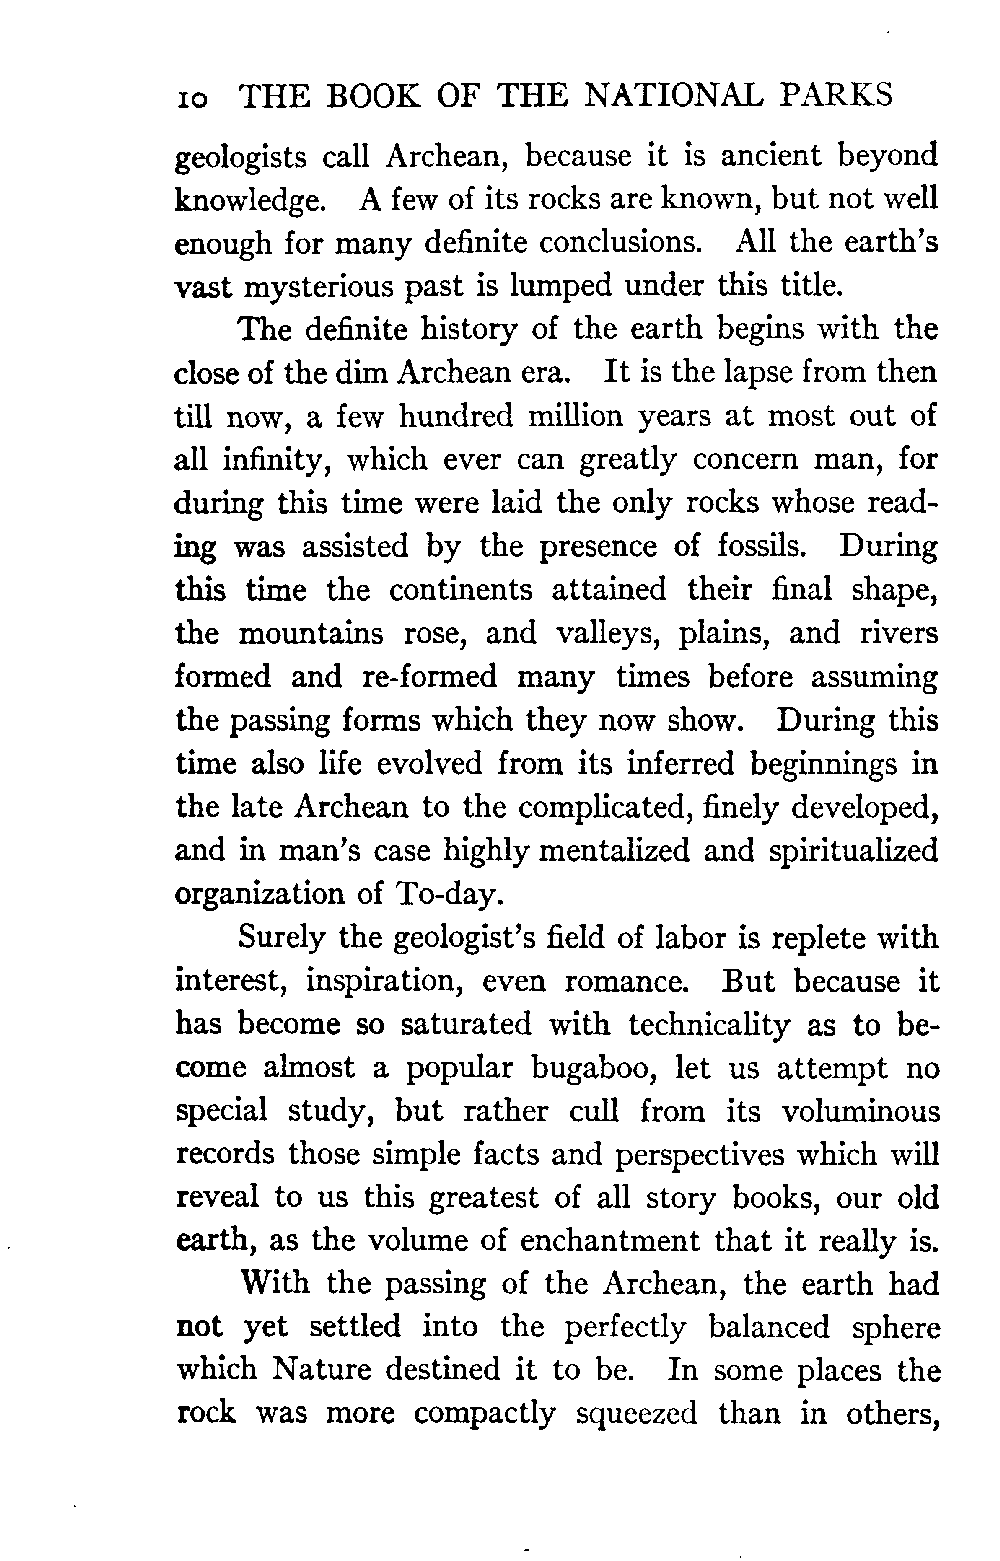 10 THE BOOK OF THE NATIONAL PARKS
geologists call Archean, because it is ancient beyond
knowledge. A few of its rocks are known, but not well
enough for many definite conclusions. All the earth's
vast mysterious past is lumped under this title.
The definite history of the earth begins with the
close of the dim Archean era. It is the lapse from then
till now, a few hundred million years at most out of
all infinity, which ever can greatly concern man, for
during this time were laid the only rocks whose read-
ing was assisted by the presence of fossils. During
this time the continents attained their final shape,
the mountains rose, and valleys, plains, and rivers
formed and re-formed many times before assuming
the passing forms which they now show. During this
time also life evolved from its inferred beginnings in
the late Archean to the complicated, finely developed,
and in man's case highly mentalized and spiritualized
organization of To-day.
Surely the geologist's field of labor is replete with
interest, inspiration, even romance. But because it
has become so saturated with technicality as to be-
come almost a popular bugaboo, let us attempt no
special study, but rather cull from its voluminous
records those simple facts and perspectives which will
reveal to us this greatest of all story books, our old
earth, as the volume of enchantment that it really is.
With the passing of the Archean, the earth had
not yet settled into the perfectly balanced sphere
which Nature destined it to be. In some places the
rock was more compactly squeezed than in others,